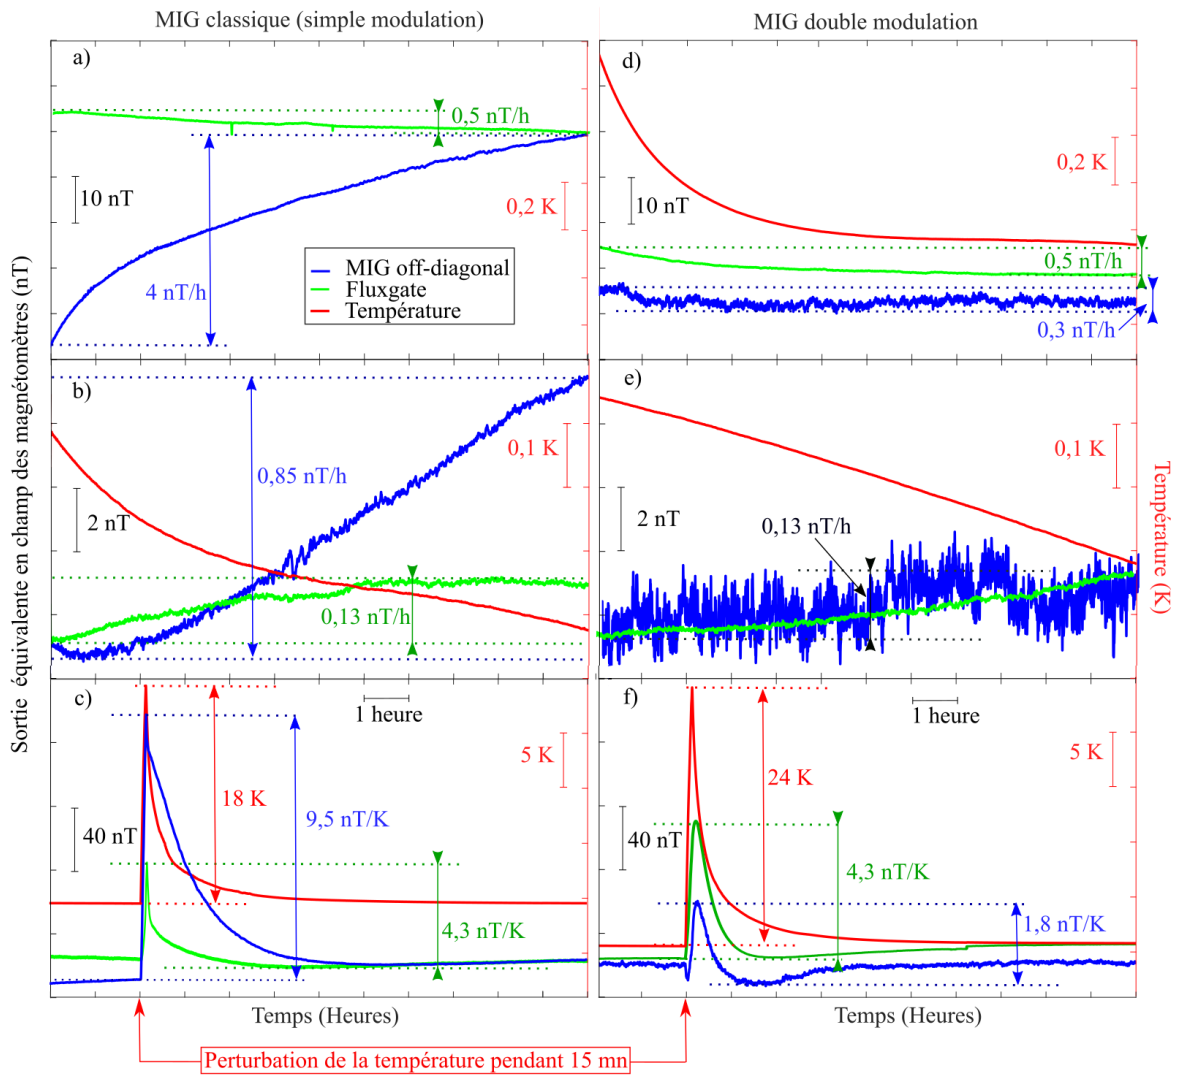 MIG classique (simple modulation)
MIG double modulation
a)
0,5 nT/h
10 nT
0,2 K
4 nT/h
MIG off-diagonal
Fluxgate
Température
d)
0,2 K
10 nT
0,5 nT/h
0,3 nT/h
b)
0,1 K
0,85 nT/h
2 nT
0,13 nT/h
e)
0,1 K
2 nT
0,13 nT/h
c)
1 heure
5 K
18 K
9,5 nT/K
40 nT
4,3 nT/K
f)
1 heure
5 K
24 K
40 nT
4,3 nT/K
1,8 nT/K
Sortie équivalente en champ des magnétomètres (nT)
Température (K)
Temps (Heures)
Temps (Heures)
Perturbation de la température pendant 15 mn